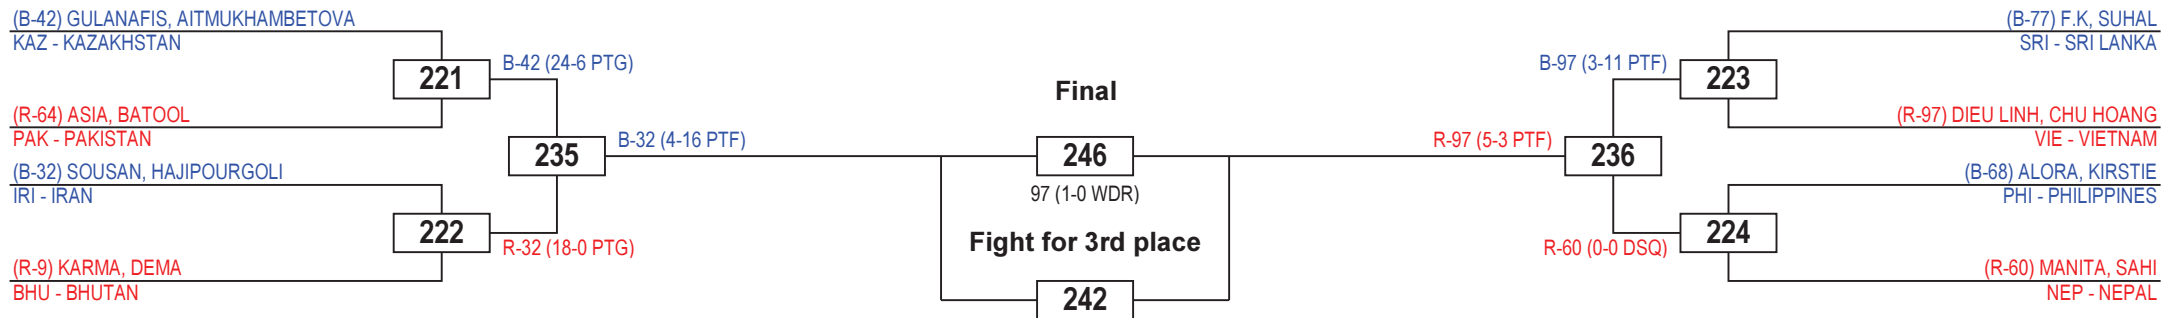 (B-42) GULANAFIS, AITMUKHAMBETOVA
KAZ - KAZAKHSTAN
221
B-42 (24-6 PTG)
(R-64) ASIA, BATOOL
PAK - PAKISTAN
235
B-32 (4-16 PTF)
(B-32) SOUSAN, HAJIPOURGOLI
IRI - IRAN
222
R-32 (18-0 PTG)
(R-9) KARMA, DEMA
BHU - BHUTAN
Final
246
97 (1-0 WDR)
Fight for 3rd place
242
(B-77) F.K, SUHAL
SRI - SRI LANKA
B-97 (3-11 PTF)
223
(R-97) DIEU LINH, CHU HOANG
VIE - VIETNAM
R-97 (5-3 PTF)
236
(B-68) ALORA, KIRSTIE
PHI - PHILIPPINES
224
R-60 (0-0 DSQ)
(R-60) MANITA, SAHI
NEP - NEPAL